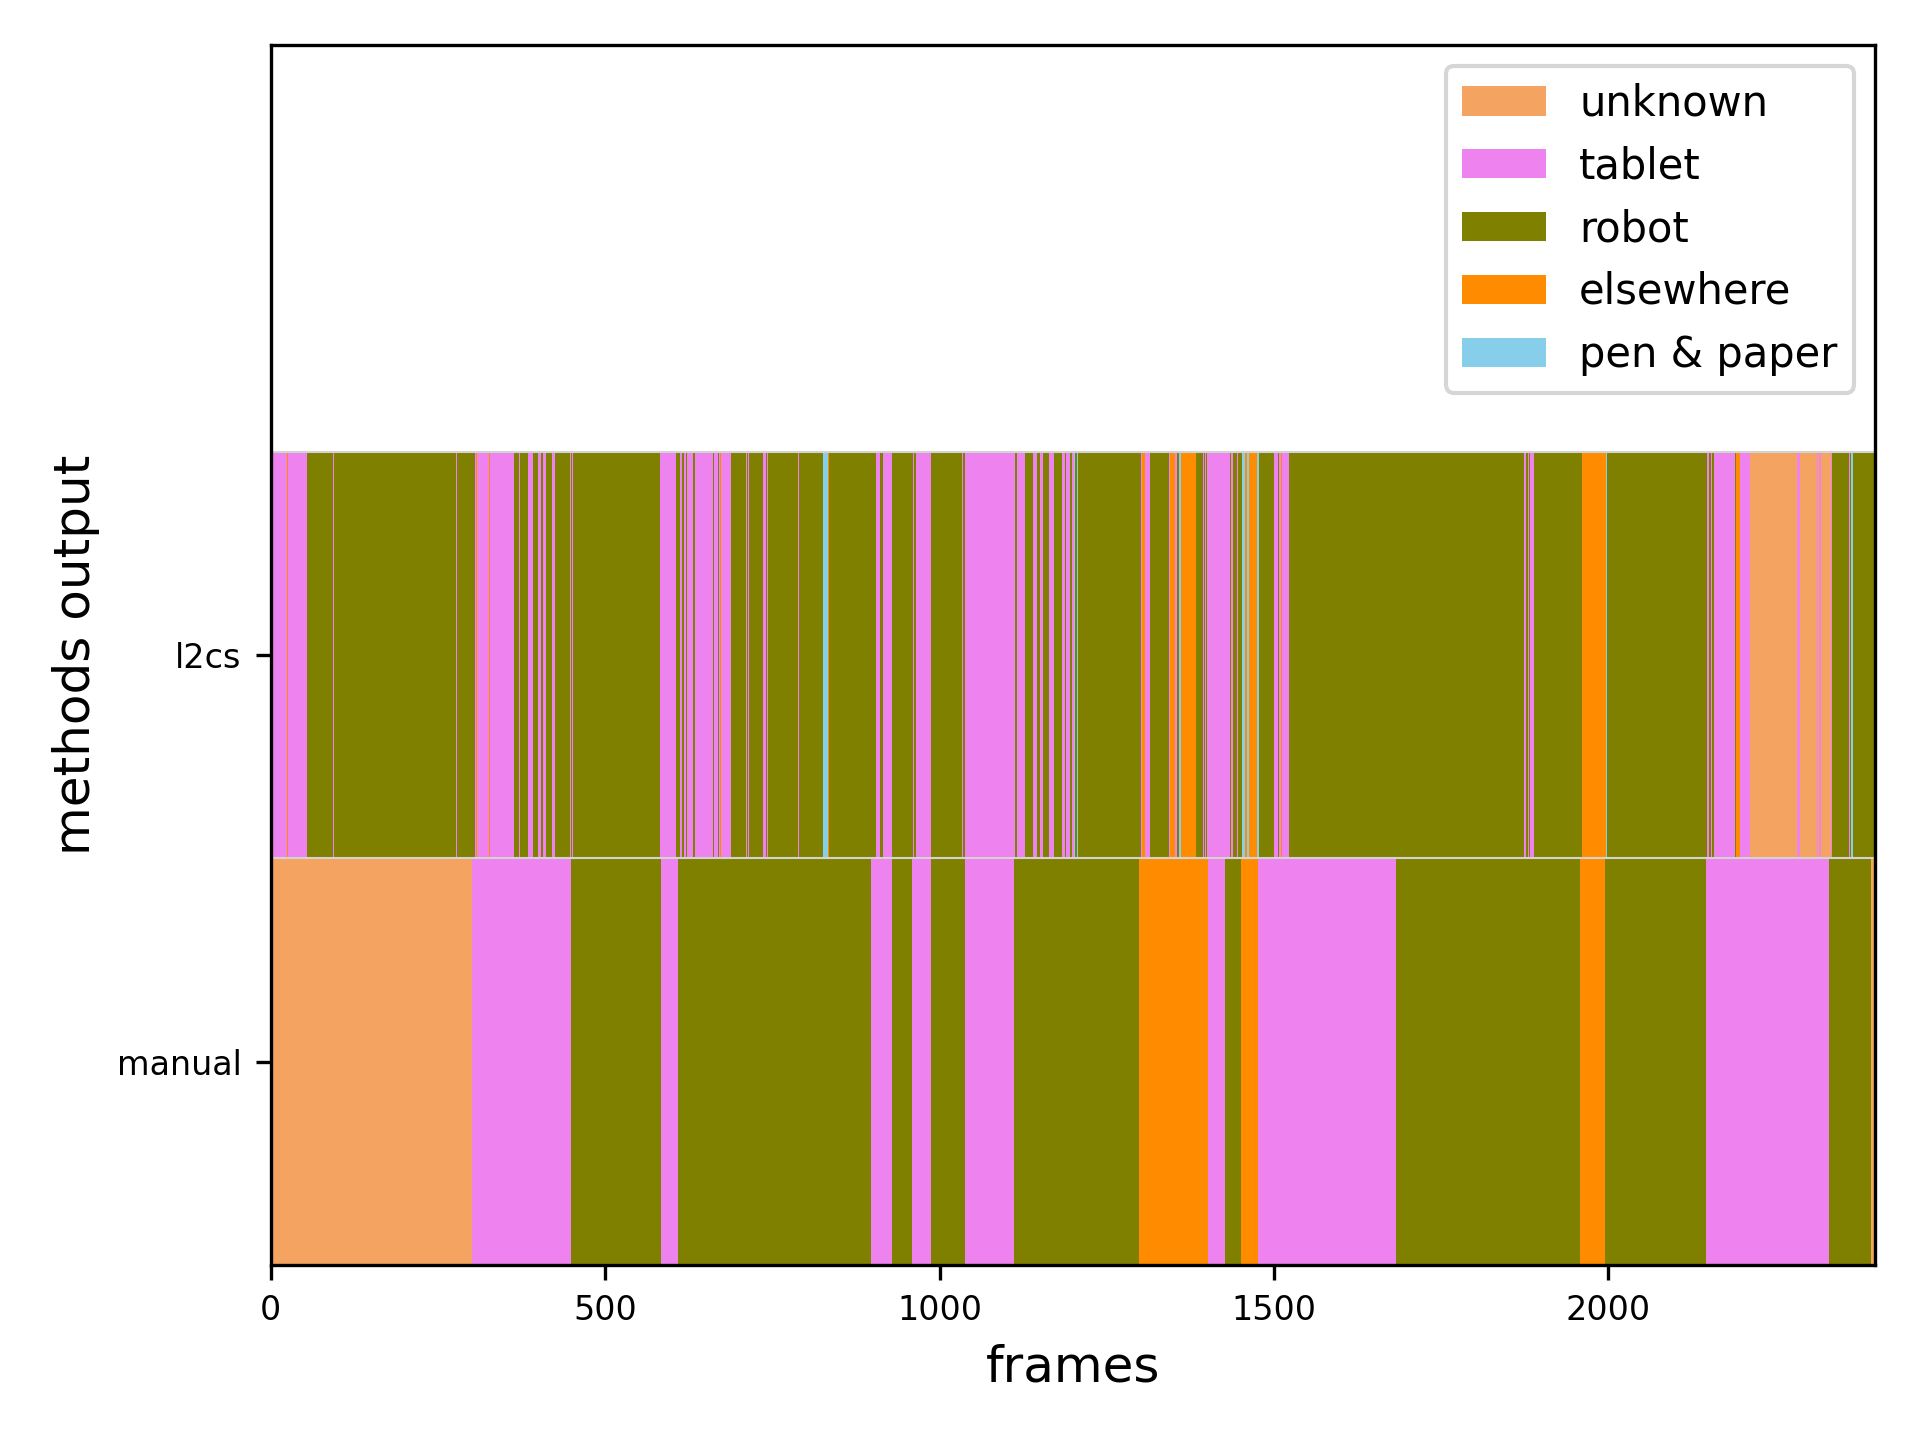 unknown
tablet
robot
elsewhere
pen & paper
methods output
l2cs
manual
0 500 1000 1500 2000
frames